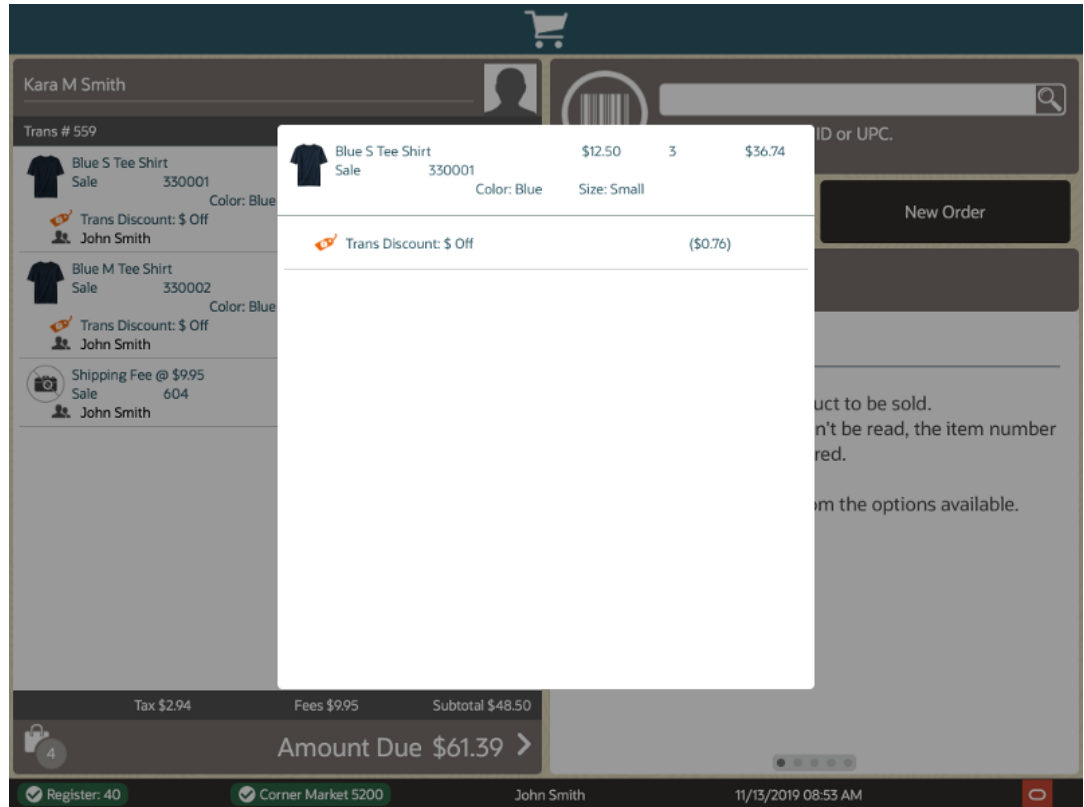 Kara M Smith
Trans # 559
Blue S Tee Shirt
Sale 330001
Color: Blue
Trans Discount: $ Off
John Smith
Blue M Tee Shirt
Sale 330002
Color: Blue
Trans Discount: $ Off
John Smith
Shipping Fee @ $9.95
Sale 604
John Smith
Blue S Tee Shirt $12.50 3 $36.74
Sale 330001
Color: Blue Size: Small
Trans Discount: $ Off ($0.76)
ID or UPC.
New Order
uct to be sold.
n't be read, the item number
red.
om the options available.
Tax $2.94 Fees $9.95 Subtotal $48.50
4 Amount Due $61.39
Register: 40 Corner Market 5200 John Smith 11/13/2019 08:53 AM